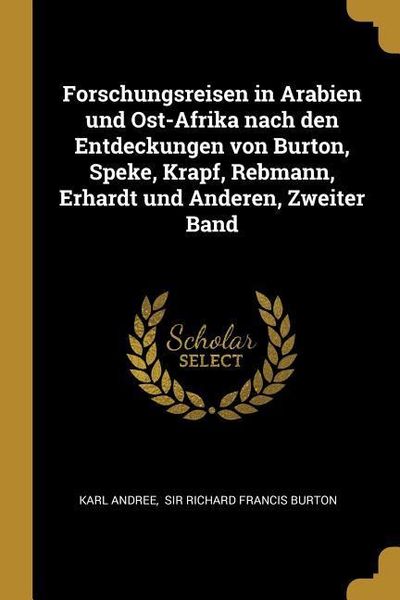 Forschungsreisen in Arabien
und Ost-Afrika nach den
Entdeckungen von Burton,
Speke, Krapf, Rebmann,
Erhardt und Anderen, Zweiter
Band
Scholar
SELECT
KARL ANDREE, SIR RICHARD FRANCIS BURTON